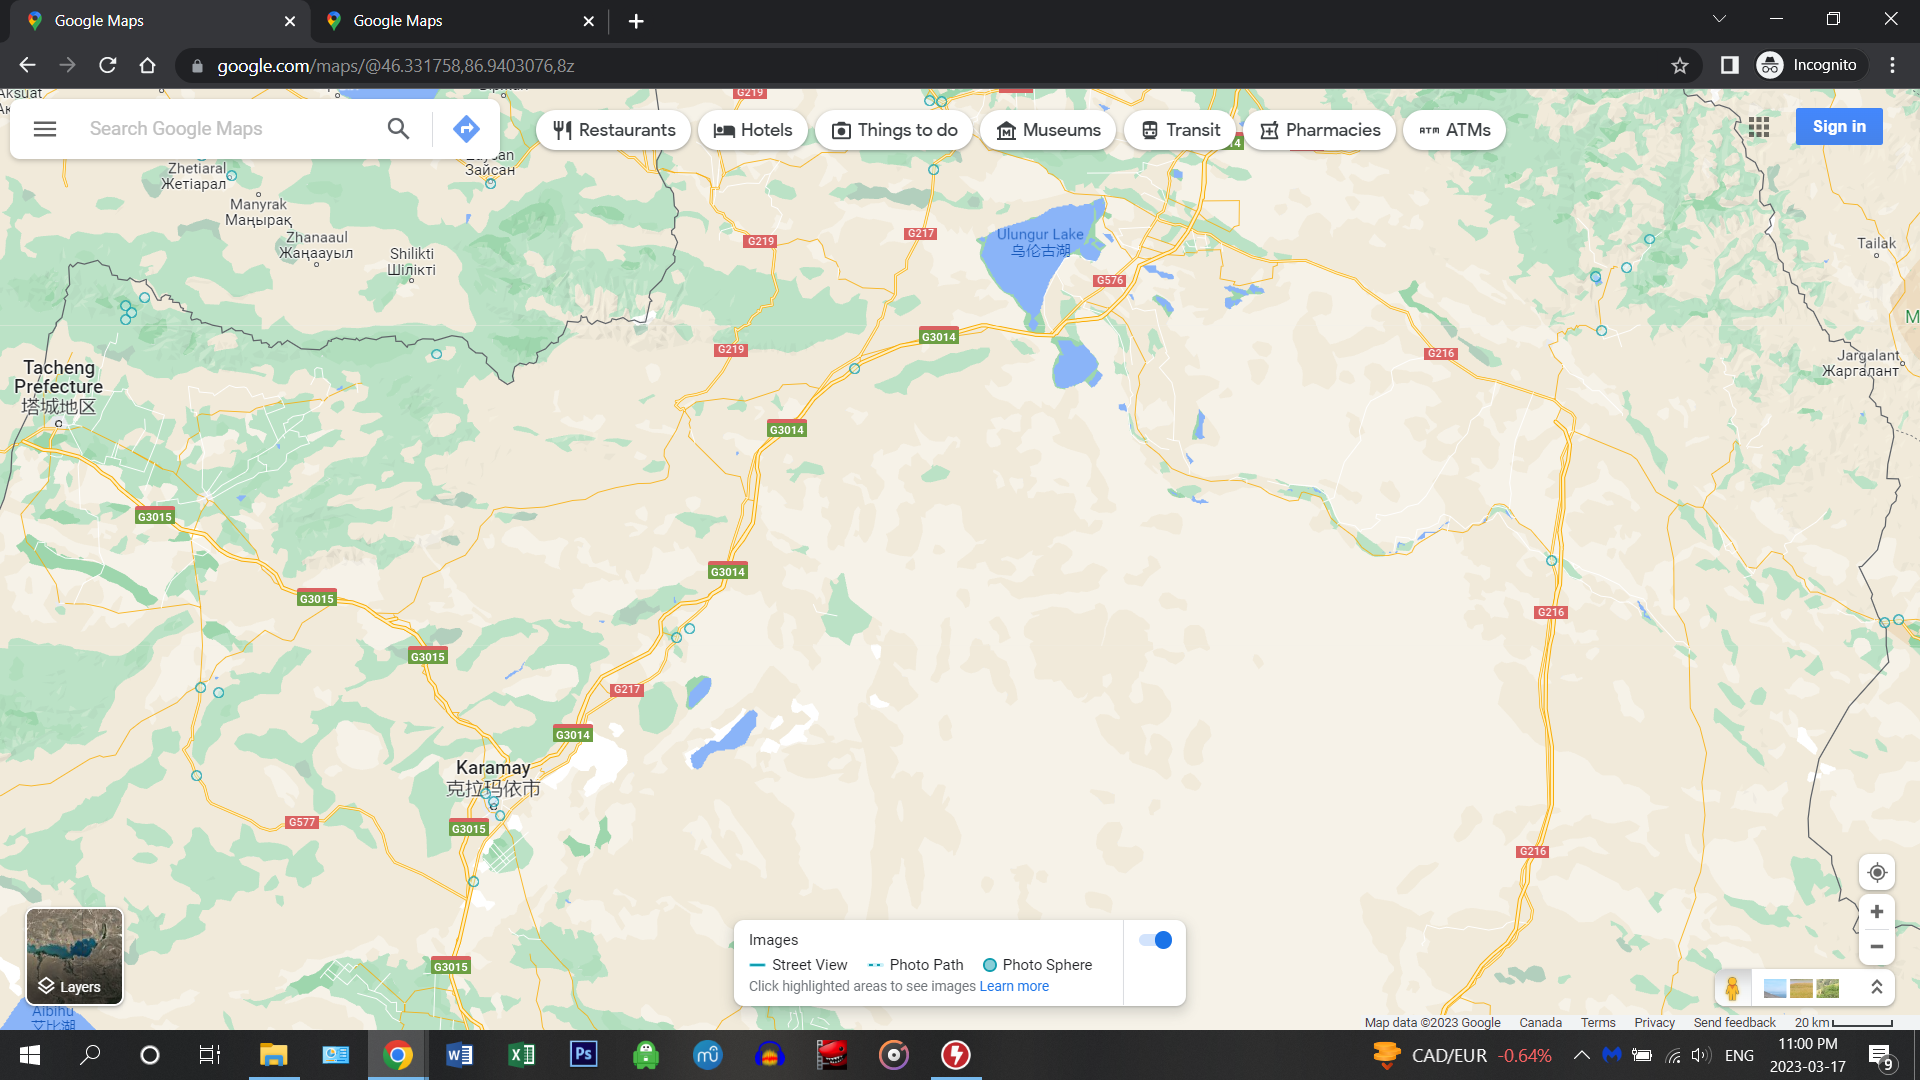 Google Maps
Google Maps
google.com/maps/@46.331758,86.9403076,8z
Incognito
Aksuat
G219
Search Google Maps
Restaurants
Hotels
Things to do
Museums
Transit
Pharmacies
ATM ATMs
Sign in
Зайсан
Zhetiaral
Жетіарал
Manyrak
Маңырақ
Zhanaaul
Жаңаауыл
Shilikti
Шілікті
G219
G217
Ulungur Lake
乌伦古湖
G576
Tailak
G3014
G219
G216
Jargalant
Жаргалант
Tacheng
Prefecture
塔城地区
G3014
G3015
G3014
G3015
G216
G3015
G217
G3014
Karamay
克拉玛依市
G577
G3015
G216
G3015
Layers
Aibihu
艾比湖
Images
Street View
Photo Path
Photo Sphere
Click highlighted areas to see images Learn more
Map data ©2023 Google
Canada
Terms
Privacy
Send feedback
20 km
W
X
Ps
CAD/EUR -0.64%
ENG
11:00 PM
2023-03-17
9